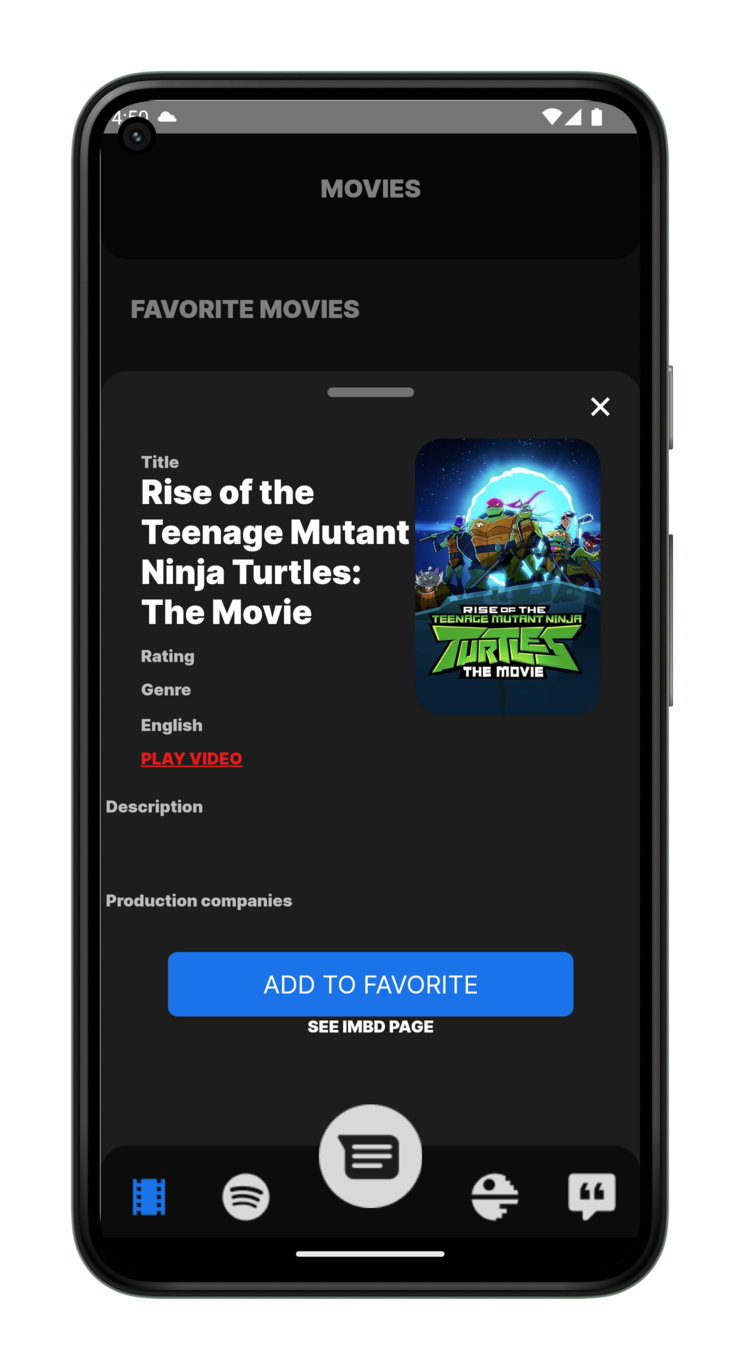 4:50
MOVIES
FAVORITE MOVIES
Title
Rise of the
Teenage Mutant
Ninja Turtles:
The Movie
RISE OF THE
TEENAGE MUTANT NINJA
TURTLES
THE MOVIE
Rating
Genre
English
PLAY VIDEO
Description
Production companies
ADD TO FAVORITE
SEE IMBD PAGE